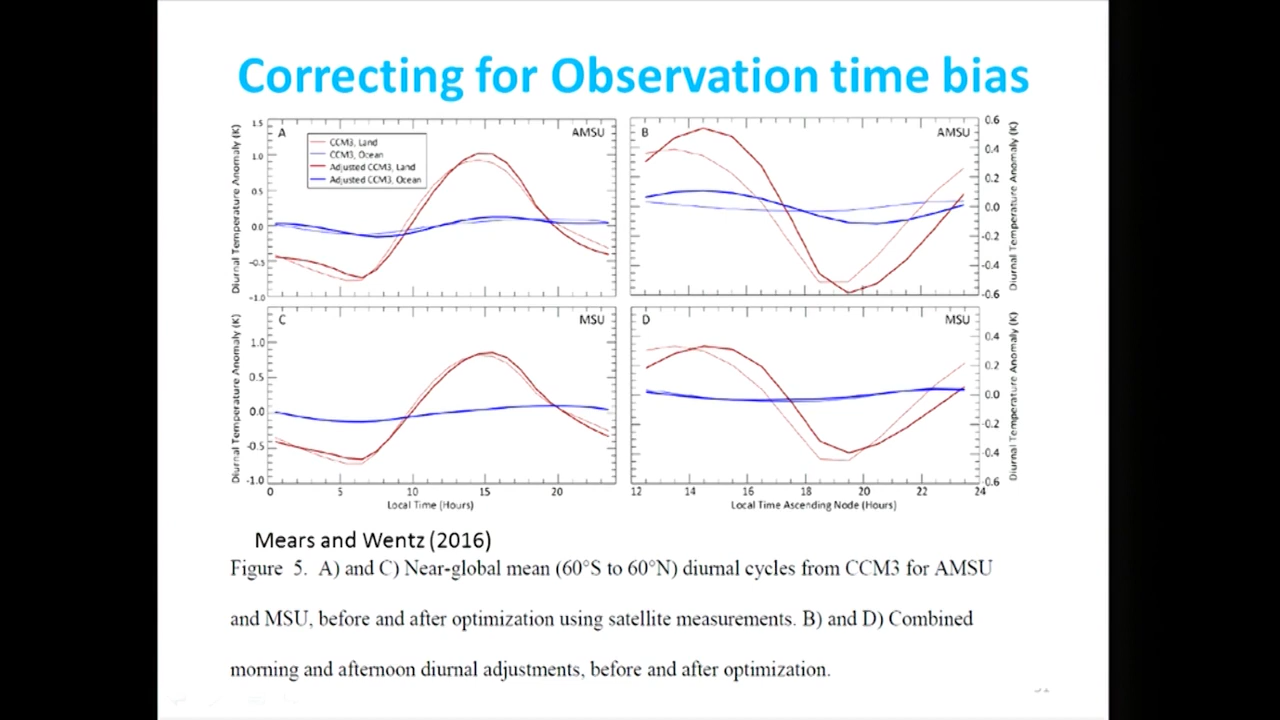 Correcting for Observation time bias
A
AMSU
CCM3, Land
CCM3, Ocean
Adjusted CCM3, Land
Adjusted CCM3, Ocean
Diurnal Temperature Anomaly (K)
1.5
1.0
0.5
0.0
-0.5
-1.0
B
AMSU
0.6
0.4
0.2
0.0
-0.2
-0.4
-0.6
Diurnal Temperature Anomaly (K)
C
MSU
Diurnal Temperature Anomaly (K)
1.0
0.5
0.0
-0.5
-1.0
0 5 10 15 20
Local Time (Hours)
D
MSU
0.4
0.2
0.0
-0.2
-0.4
-0.6
Diurnal Temperature Anomaly (K)
12 14 16 18 20 22 24
Local Time Ascending Node (Hours)
Mears and Wentz (2016)
Figure 5. A) and C) Near-global mean (60°S to 60°N) diurnal cycles from CCM3 for AMSU
and MSU, before and after optimization using satellite measurements. B) and D) Combined
morning and afternoon diurnal adjustments, before and after optimization.